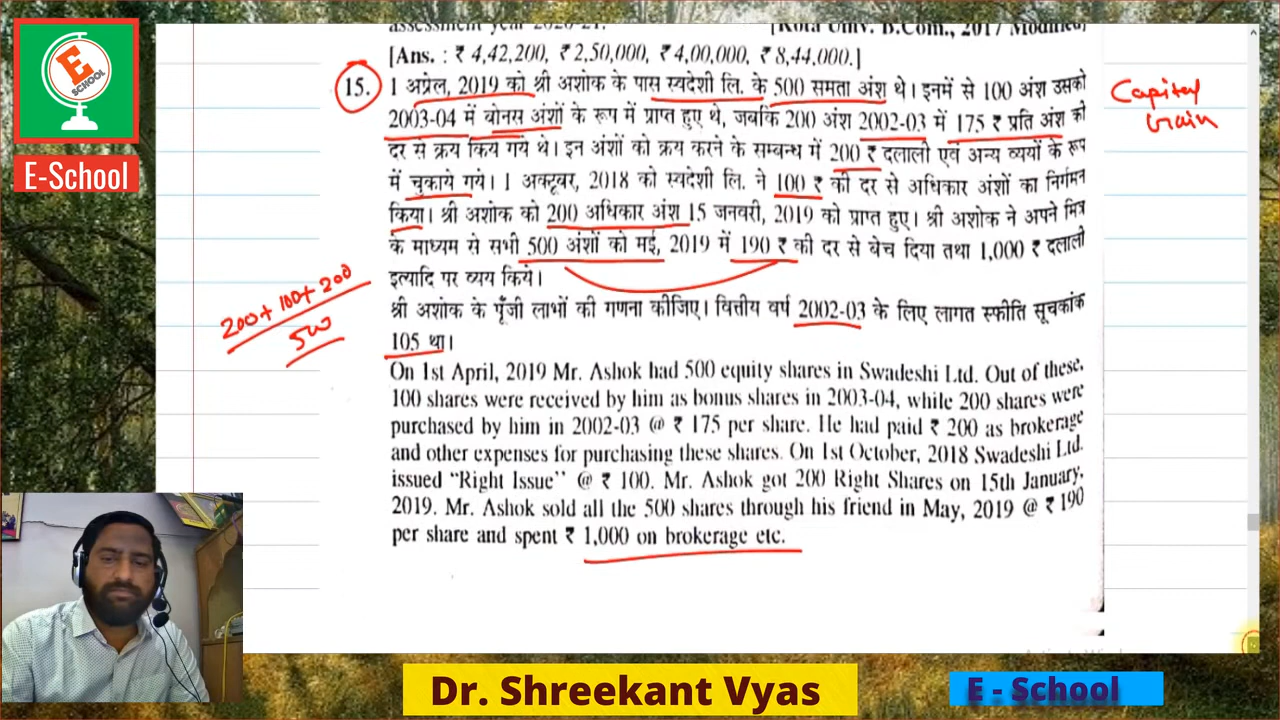 assessment year 2020-21. [Kota Univ. B.Com., 2017 Modified]
[Ans. : ₹ 4,42,200, ₹ 2,50,000, ₹ 4,00,000, ₹ 8,44,000.]
15. 1 अप्रेल, 2019 को श्री अशोक के पास स्वदेशी लि. के 500 समता अंश थे। इनमें से 100 अंश उसको
2003-04 में बोनस अंशों के रूप में प्राप्त हुए थे, जबकि 200 अंश 2002-03 में 175 ₹ प्रति अंश की
दर से क्रय किये गये थे। इन अंशों को क्रय करने के सम्बन्ध में 200 ₹ दलाली एवं अन्य व्ययों के रूप
में चुकाये गये। 1 अक्टूबर, 2018 को स्वदेशी लि. ने 100 ₹ की दर से अधिकार अंशों का निर्गमन
किया। श्री अशोक को 200 अधिकार अंश 15 जनवरी, 2019 को प्राप्त हुए। श्री अशोक ने अपने मित्र
के माध्यम से सभी 500 अंशों को मई, 2019 में 190 ₹ की दर से बेच दिया तथा 1,000 ₹ दलाली
इत्यादि पर व्यय किये।
श्री अशोक के पूँजी लाभों की गणना कीजिए। वित्तीय वर्ष 2002-03 के लिए लागत स्फीति सूचकांक
105 था।
On 1st April, 2019 Mr. Ashok had 500 equity shares in Swadeshi Ltd. Out of these,
100 shares were received by him as bonus shares in 2003-04, while 200 shares were
purchased by him in 2002-03 @ ₹ 175 per share. He had paid ₹ 200 as brokerage
and other expenses for purchasing these shares. On 1st October, 2018 Swadeshi Ltd.
issued “Right Issue” @ ₹ 100. Mr. Ashok got 200 Right Shares on 15th January,
2019. Mr. Ashok sold all the 500 shares through his friend in May, 2019 @ ₹ 190
per share and spent ₹ 1,000 on brokerage etc.
Capital
Gain
200+100+200
500
E
SCHOOL
E-School
Dr. Shreekant Vyas
E - School